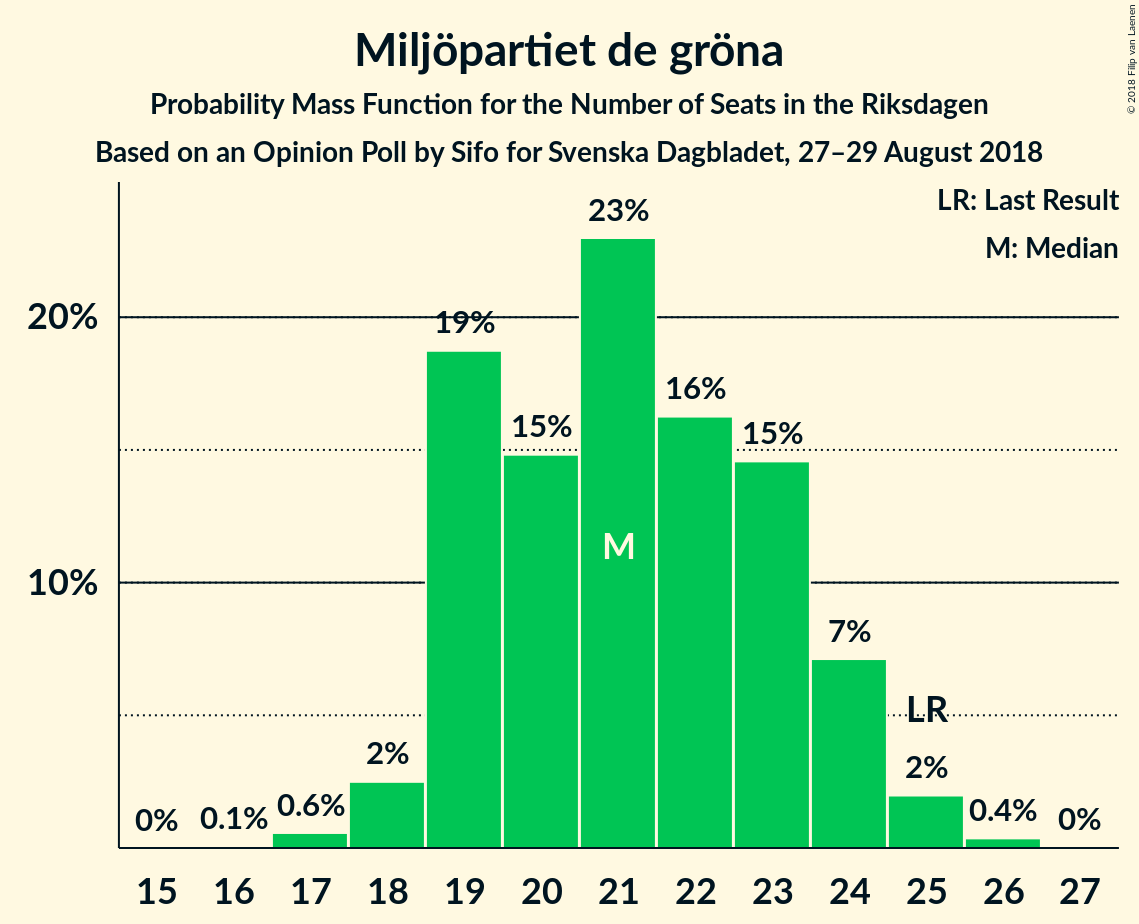 Miljöpartiet de gröna
Probability Mass Function for the Number of Seats in the Riksdagen
Based on an Opinion Poll by Sifo for Svenska Dagbladet, 27–29 August 2018
© 2018 Filip van Laenen
LR: Last Result
M: Median
20%
10%
0%
0.1%
0.6%
2%
19%
15%
23%
16%
15%
7%
2%
0.4%
0%
M
LR
15 16 17 18 19 20 21 22 23 24 25 26 27